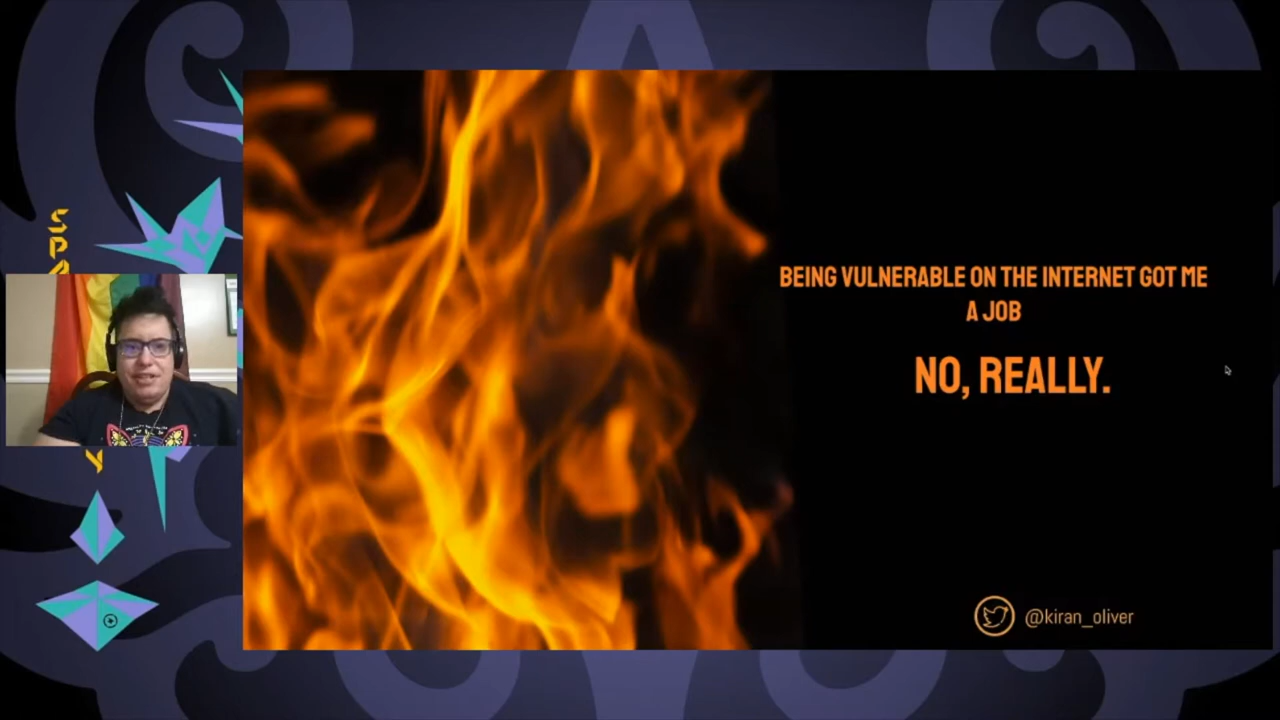 BEING VULNERABLE ON THE INTERNET GOT ME
A JOB
NO, REALLY.
@kiran_oliver